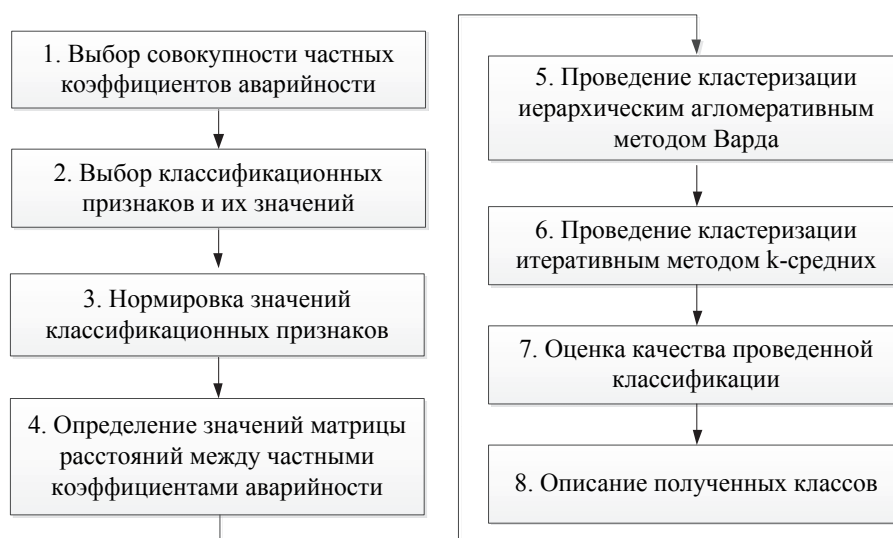 1. Выбор совокупности частных
коэффициентов аварийности
2. Выбор классификационных
признаков и их значений
3. Нормировка значений
классификационных признаков
4. Определение значений матрицы
расстояний между частными
коэффициентами аварийности
5. Проведение кластеризации
иерархическим агломеративным
методом Варда
6. Проведение кластеризации
итеративным методом k-средних
7. Оценка качества проведенной
классификации
8. Описание полученных классов